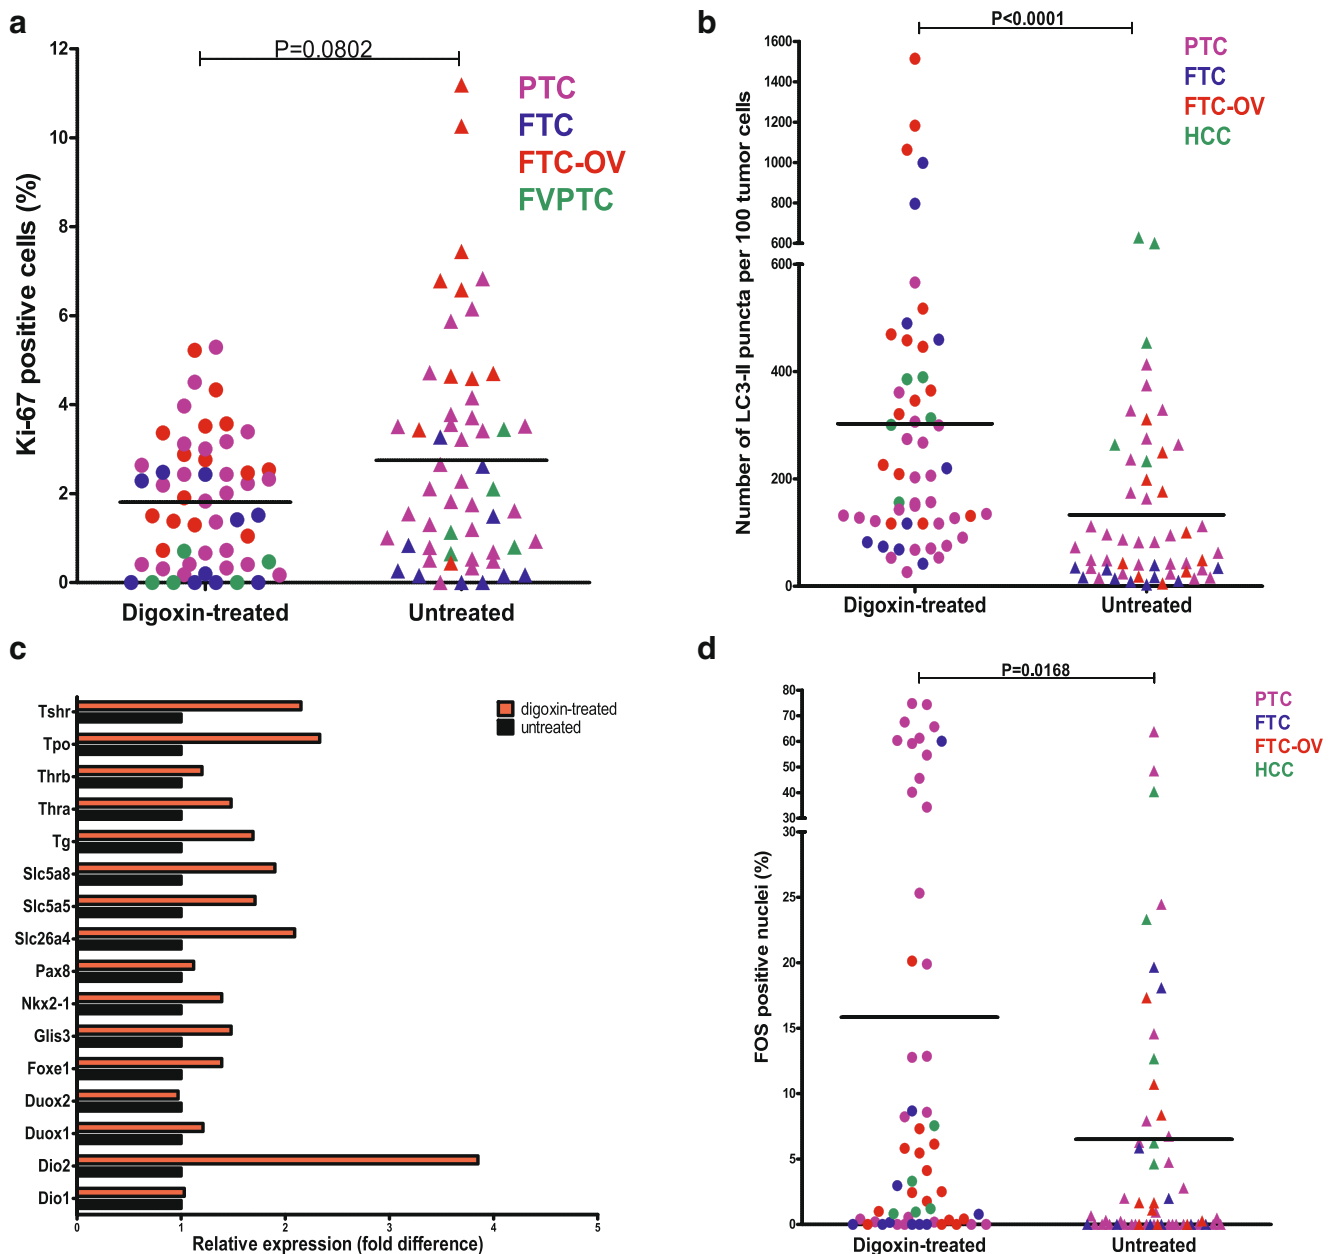 a
P=0.0802
PTC
FTC
FTC-OV
FVPTC
Ki-67 positive cells (%)
12
10
8
6
4
2
0
Digoxin-treated
Untreated
b
P<0.0001
PTC
FTC
FTC-OV
HCC
Number of LC3-II puncta per 100 tumor cells
1600
1400
1200
1000
800
600
600
400
200
0
Digoxin-treated
Untreated
c
digoxin-treated
untreated
Tshr
Tpo
Thrb
Thra
Tg
Slc5a8
Slc5a5
Slc26a4
Pax8
Nkx2-1
Glis3
Foxe1
Duox2
Duox1
Dio2
Dio1
0 1 2 3 4 5
Relative expression (fold difference)
d
P=0.0168
PTC
FTC
FTC-OV
HCC
FOS positive nuclei (%)
80
70
60
50
40
30
30
25
20
15
10
5
0
Digoxin-treated
Untreated